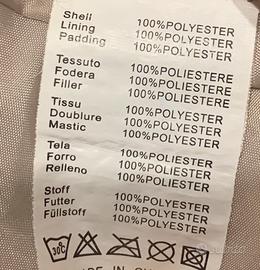 Shell 100%POLYESTER
Lining 100%POLYESTER
Padding 100%POLYESTER
Tessuto 100%POLIESTERE
Fodera 100%POLIESTERE
Filler 100%POLIESTERE
Tissu 100%POLYESTER
Doublure 100%POLYESTER
Mastic 100%POLYESTER
Tela 100%POLIESTER
Forro 100%POLIESTER
Relleno 100%POLIESTER
Stoff 100%POLYESTER
Futter 100%POLYESTER
Füllstoff 100%POLYESTER
30°C